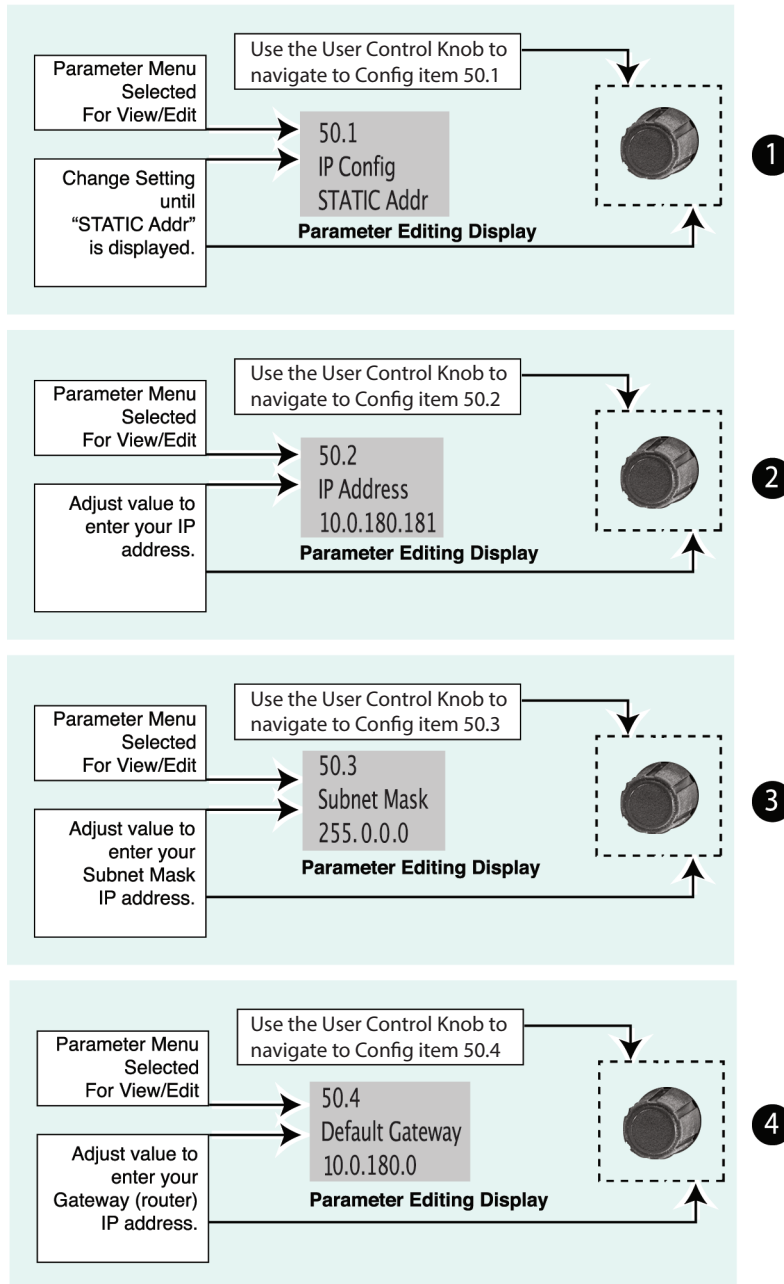 Use the User Control Knob to
navigate to Config item 50.1
Parameter Menu
Selected
For View/Edit
50.1
IP Config
STATIC Addr
Change Setting
until
“STATIC Addr”
is displayed.
Parameter Editing Display
1
Use the User Control Knob to
navigate to Config item 50.2
Parameter Menu
Selected
For View/Edit
50.2
IP Address
10.0.180.181
Adjust value to
enter your IP
address.
Parameter Editing Display
2
Use the User Control Knob to
navigate to Config item 50.3
Parameter Menu
Selected
For View/Edit
50.3
Subnet Mask
255.0.0.0
Adjust value to
enter your
Subnet Mask
IP address.
Parameter Editing Display
3
Use the User Control Knob to
navigate to Config item 50.4
Parameter Menu
Selected
For View/Edit
50.4
Default Gateway
10.0.180.0
Adjust value to
enter your
Gateway (router)
IP address.
Parameter Editing Display
4